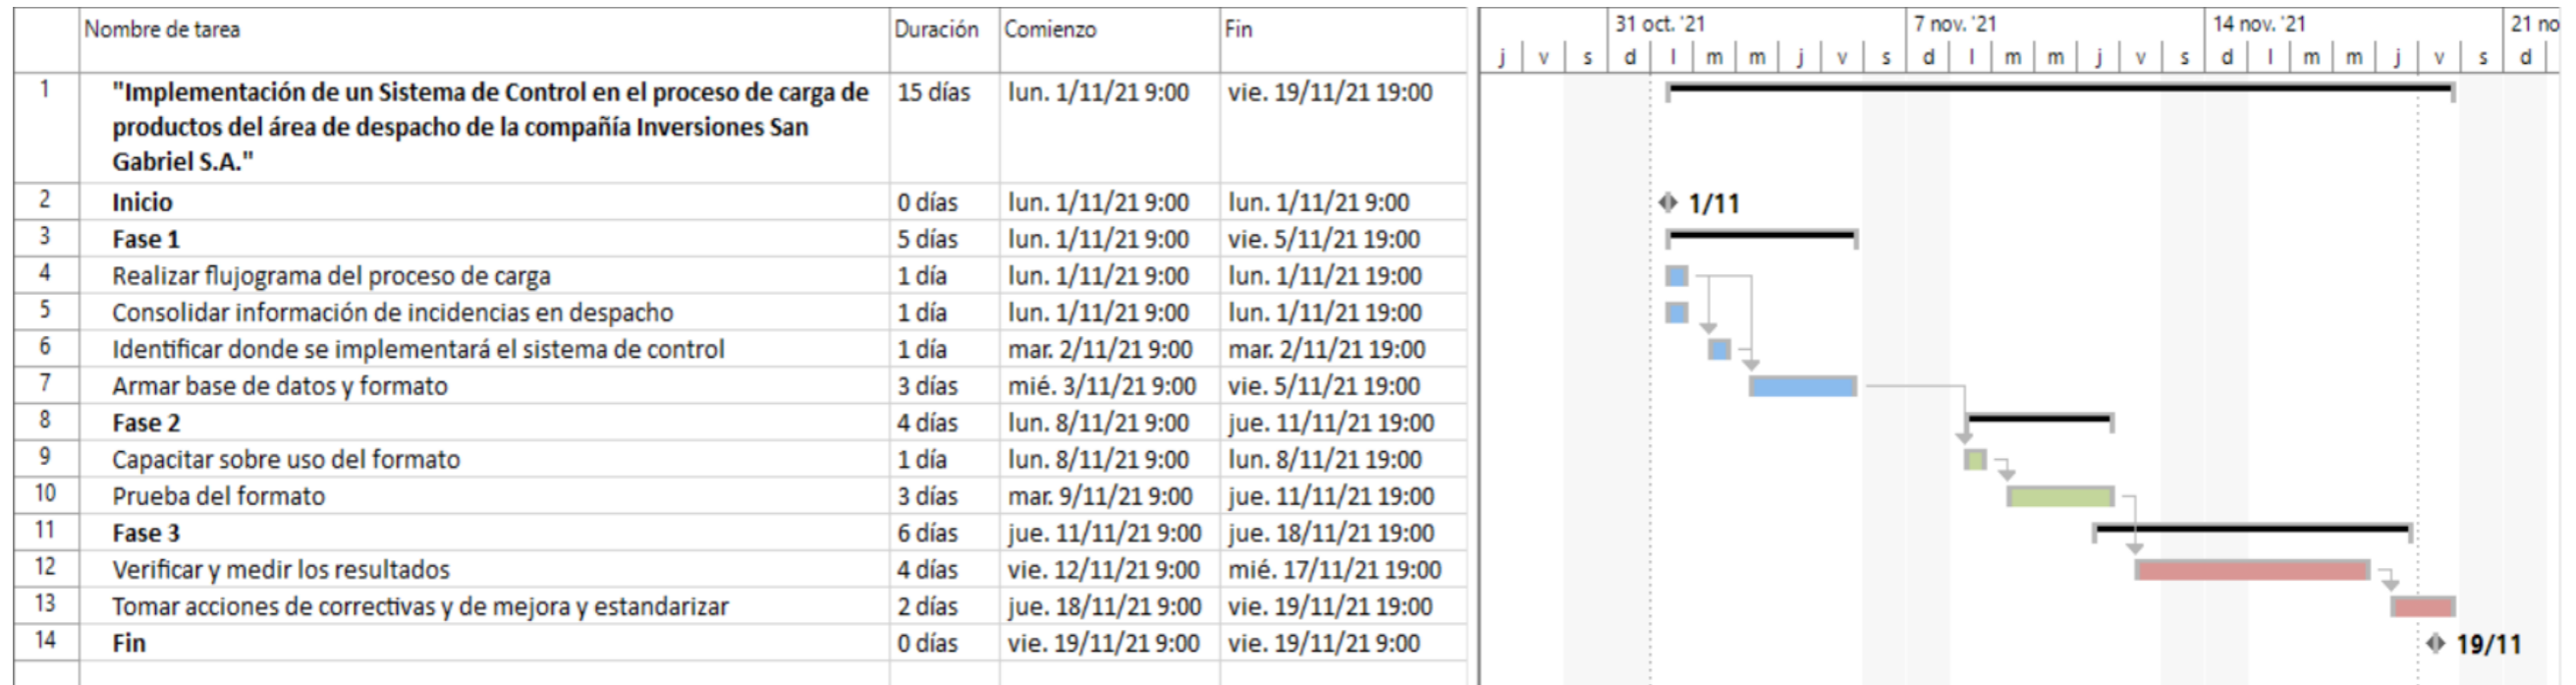 Nombre de tarea Duración Comienzo Fin 31 oct. '21 7 nov. '21 14 nov. '21 21 no
j v s d l m m j v s d l m m j v s d l m m j v s d
1 "Implementación de un Sistema de Control en el proceso de carga de 15 días lun. 1/11/21 9:00 vie. 19/11/21 19:00
productos del área de despacho de la compañía Inversiones San
Gabriel S.A."
2 Inicio 0 días lun. 1/11/21 9:00 lun. 1/11/21 9:00 1/11
3 Fase 1 5 días lun. 1/11/21 9:00 vie. 5/11/21 19:00
4 Realizar flujograma del proceso de carga 1 día lun. 1/11/21 9:00 lun. 1/11/21 19:00
5 Consolidar información de incidencias en despacho 1 día lun. 1/11/21 9:00 lun. 1/11/21 19:00
6 Identificar donde se implementará el sistema de control 1 día mar. 2/11/21 9:00 mar. 2/11/21 19:00
7 Armar base de datos y formato 3 días mié. 3/11/21 9:00 vie. 5/11/21 19:00
8 Fase 2 4 días lun. 8/11/21 9:00 jue. 11/11/21 19:00
9 Capacitar sobre uso del formato 1 día lun. 8/11/21 9:00 lun. 8/11/21 19:00
10 Prueba del formato 3 días mar. 9/11/21 9:00 jue. 11/11/21 19:00
11 Fase 3 6 días jue. 11/11/21 9:00 jue. 18/11/21 19:00
12 Verificar y medir los resultados 4 días vie. 12/11/21 9:00 mié. 17/11/21 19:00
13 Tomar acciones de correctivas y de mejora y estandarizar 2 días jue. 18/11/21 9:00 vie. 19/11/21 19:00
14 Fin 0 días vie. 19/11/21 9:00 vie. 19/11/21 9:00 19/11